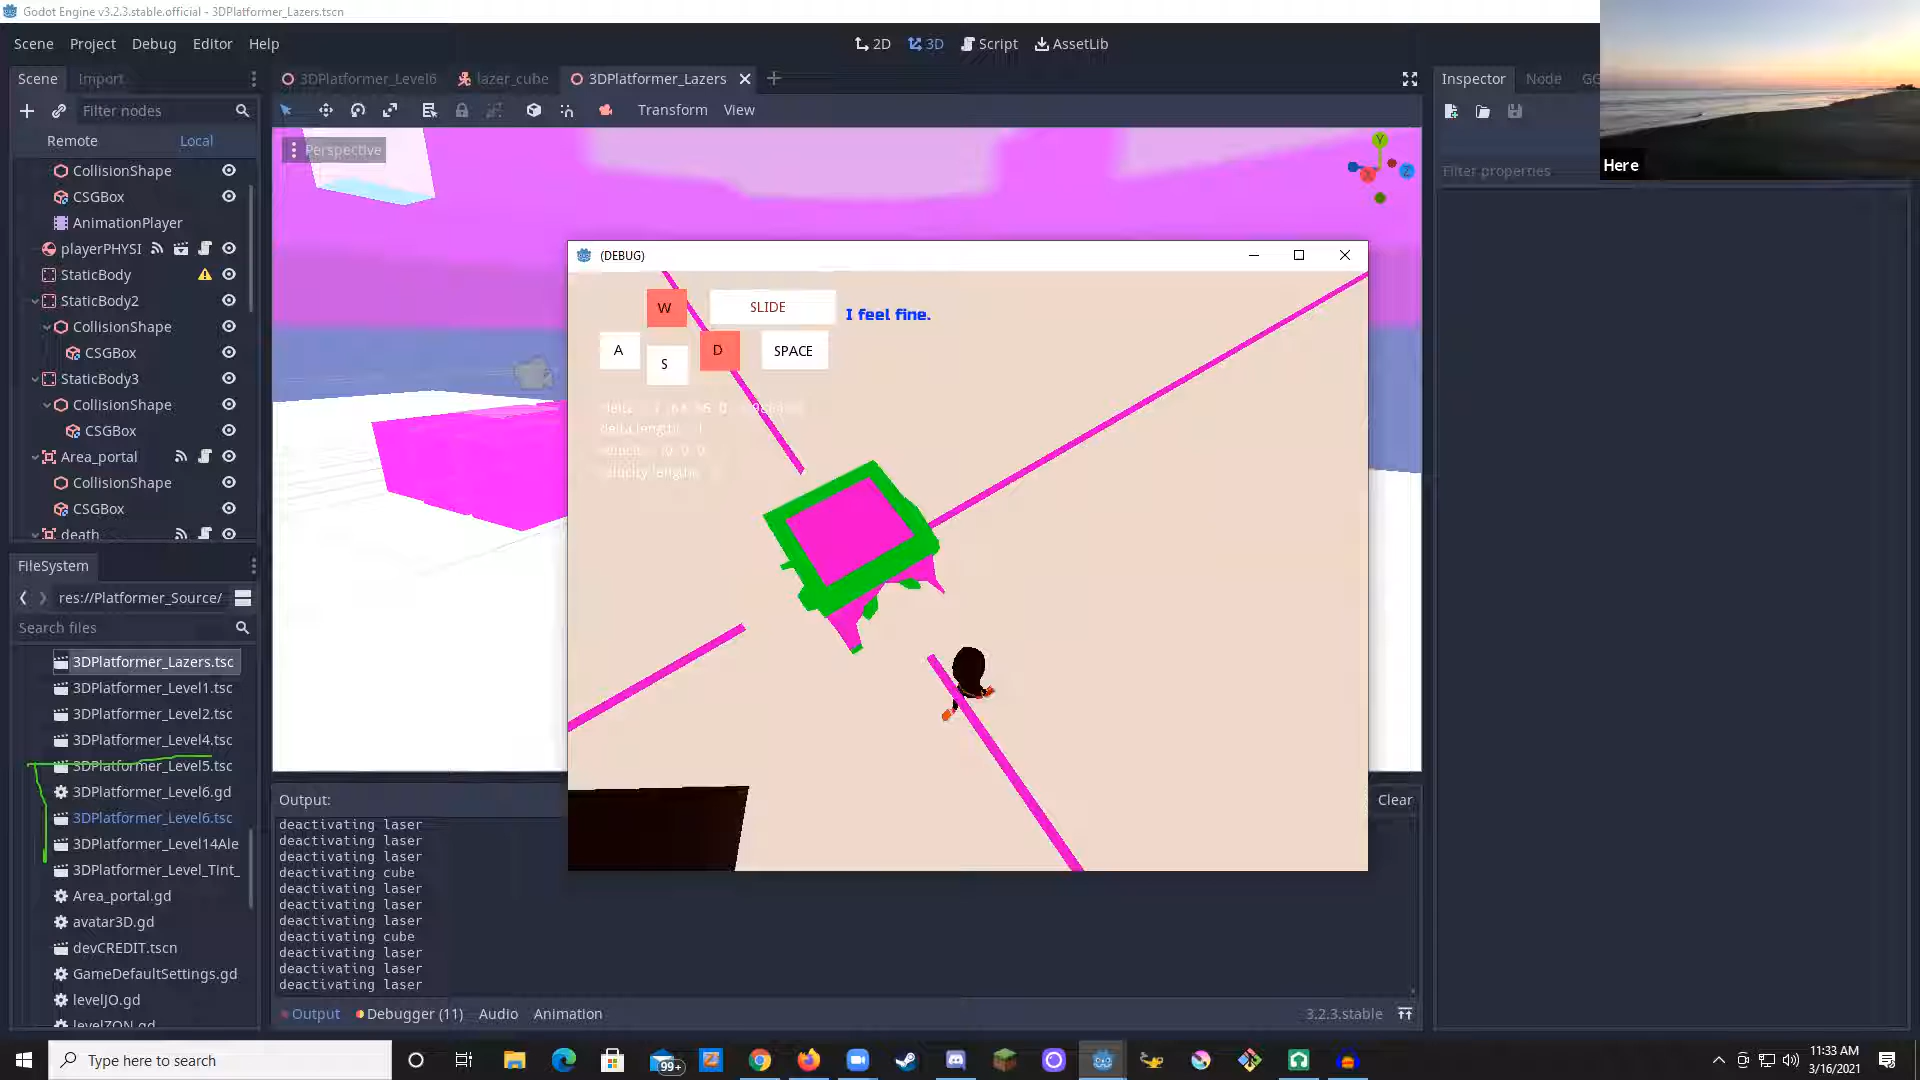 Godot Engine v3.2.3.stable.official - 3DPlatformer_Lazers.tscn
Scene Project Debug Editor Help
2D 3D Script AssetLib
Scene Import
3DPlatformer_Level6 lazer_cube 3DPlatformer_Lazers
Inspector Node
Filter nodes
Transform View
Remote Local
Perspective
Y
X
Z
Here
Filter properties
CollisionShape
CSGBox
AnimationPlayer
playerPHYSI
StaticBody
StaticBody2
CollisionShape
CSGBox
StaticBody3
CollisionShape
CSGBox
Area_portal
CollisionShape
CSGBox
death
(DEBUG)
W
SLIDE
I feel fine.
A
S
D
SPACE
FileSystem
res://Platformer_Source/
Search files
3DPlatformer_Lazers.tsc
3DPlatformer_Level1.tsc
3DPlatformer_Level2.tsc
3DPlatformer_Level4.tsc
3DPlatformer_Level5.tsc
3DPlatformer_Level6.gd
3DPlatformer_Level6.tsc
3DPlatformer_Level14Ale
3DPlatformer_Level_Tint_
Area_portal.gd
avatar3D.gd
devCREDIT.tscn
GameDefaultSettings.gd
levelJO.gd
levelZON.gd
Output:
Clear
deactivating laser
deactivating laser
deactivating laser
deactivating cube
deactivating laser
deactivating laser
deactivating laser
deactivating cube
deactivating laser
deactivating laser
deactivating laser
Output Debugger (11) Audio Animation
3.2.3.stable
Type here to search
99+
11:33 AM
3/16/2021